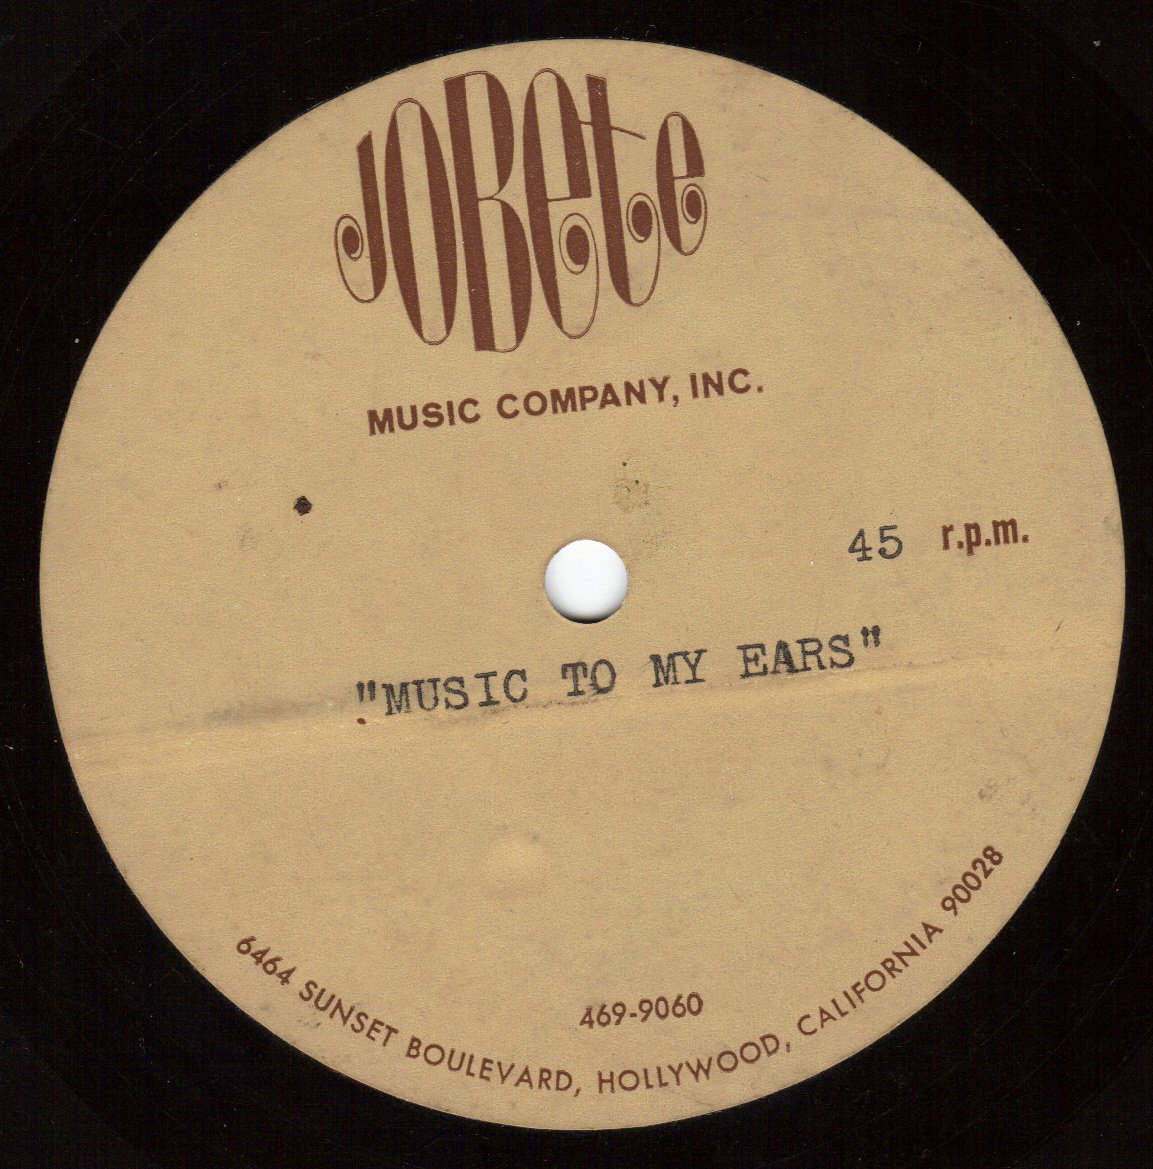 JOBete
MUSIC COMPANY, INC.
45 r.p.m.
"MUSIC TO MY EARS"
469-9060
6464 SUNSET BOULEVARD, HOLLYWOOD, CALIFORNIA 90028